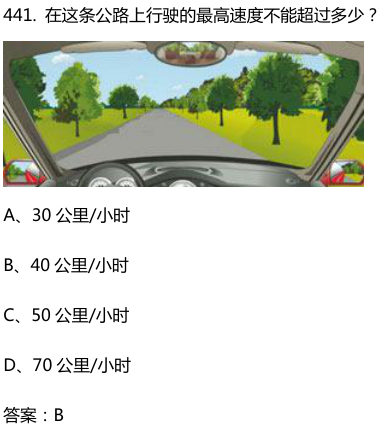 441. 在这条公路上行驶的最高速度不能超过多少？
A、30 公里/小时
B、40 公里/小时
C、50 公里/小时
D、70 公里/小时
答案：B